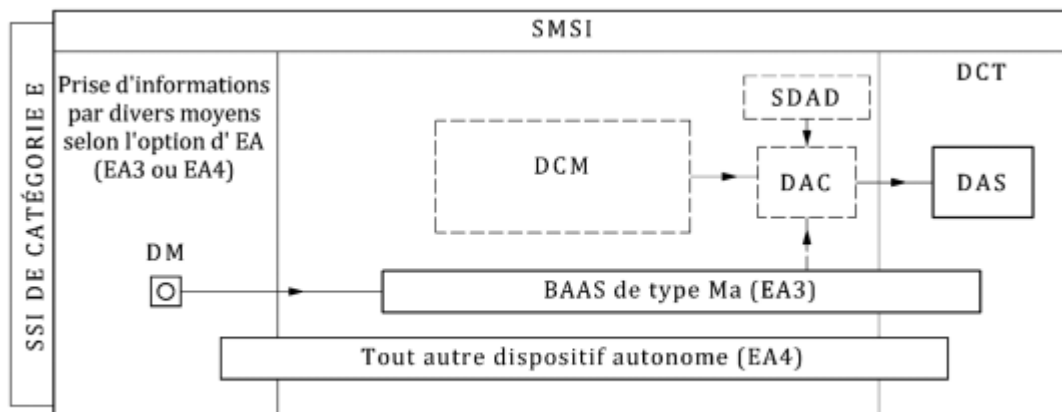 SSI DE CATÉGORIE E
SMSI
Prise d'informations
par divers moyens
selon l'option d' EA
(EA3 ou EA4)
DCT
SDAD
DCM
DAC
DAS
DM
BAAS de type Ma (EA3)
Tout autre dispositif autonome (EA4)